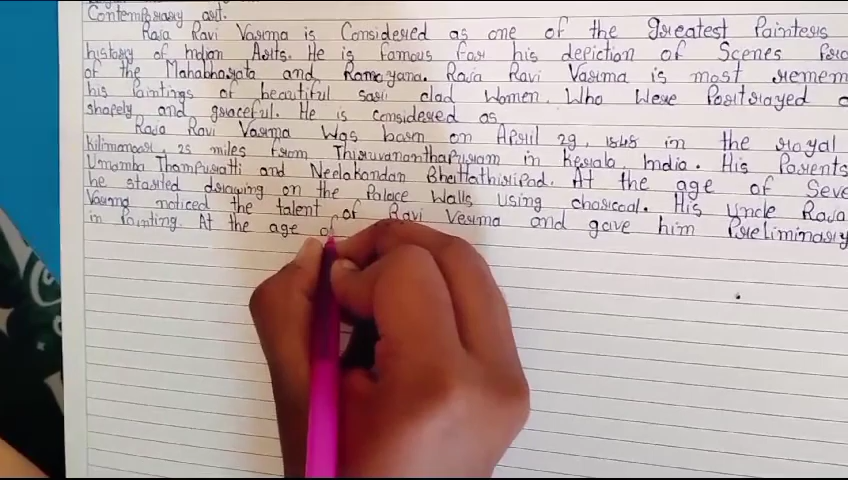 Contemporary art.
Raja Ravi Varma is Considered as one of the greatest Painters
history of Indian Arts. He is famous for his depiction of Scenes
of the Mahabharata and Ramayana. Raja Ravi Varma is most
his Paintings of beautiful sari clad Women. Who Were Portrayed
shapely and graceful. He is considered as
Raja Ravi Varma Was born on April 29, 1848 in the royal
kilimanoor, 25 miles from Thiruvananthapuram in Kerala, India. His Parents
Umamba Thampuratti and Neelakandan Bhattathiripad. At the age of
he started drawing on the Palace Walls using charcoal. His Uncle Raja
Varma noticed the talent of Ravi Verma and gave him Preliminary
in Painting. At the age of